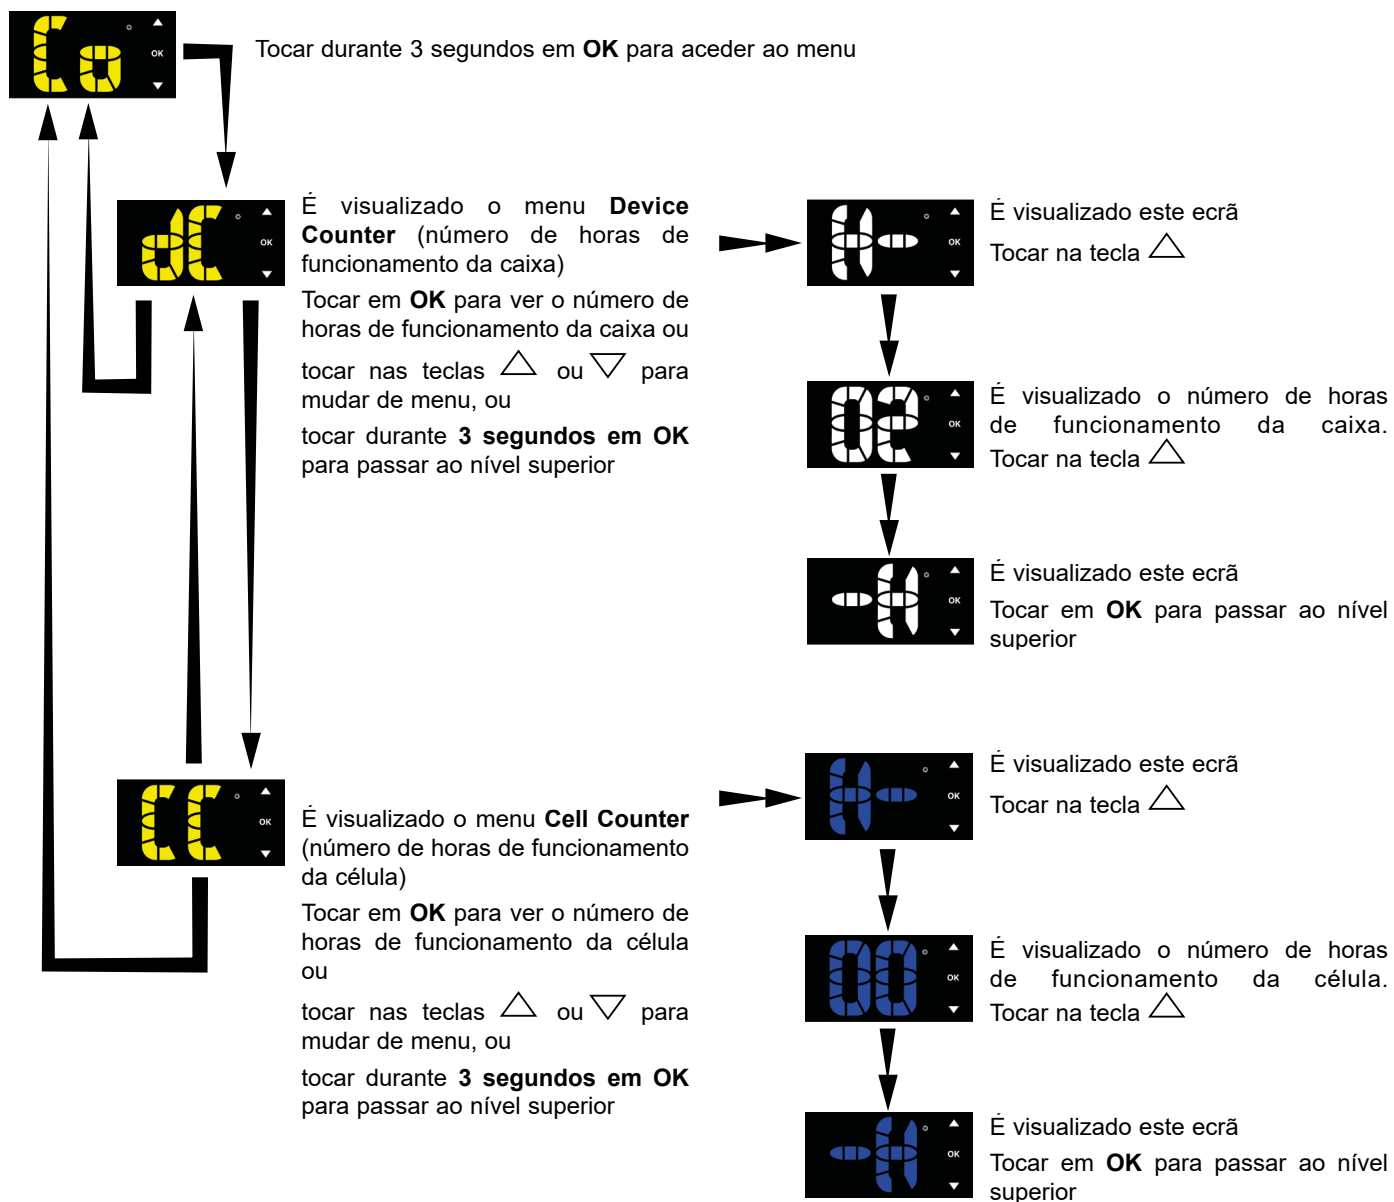 Co
OK
Tocar durante 3 segundos em OK para aceder ao menu
dC
OK
É visualizado o menu Device
Counter (número de horas de
funcionamento da caixa)
Tocar em OK para ver o número de
horas de funcionamento da caixa ou
tocar nas teclas △ ou ▽ para
mudar de menu, ou
tocar durante 3 segundos em OK
para passar ao nível superior
H-
OK
É visualizado este ecrã
Tocar na tecla △
02
OK
É visualizado o número de horas
de funcionamento da caixa.
Tocar na tecla △
-H
OK
É visualizado este ecrã
Tocar em OK para passar ao nível
superior
CC
OK
É visualizado o menu Cell Counter
(número de horas de funcionamento
da célula)
Tocar em OK para ver o número de
horas de funcionamento da célula
ou
tocar nas teclas △ ou ▽ para
mudar de menu, ou
tocar durante 3 segundos em OK
para passar ao nível superior
H-
OK
É visualizado este ecrã
Tocar na tecla △
00
OK
É visualizado o número de horas
de funcionamento da célula.
Tocar na tecla △
-H
OK
É visualizado este ecrã
Tocar em OK para passar ao nível
superior